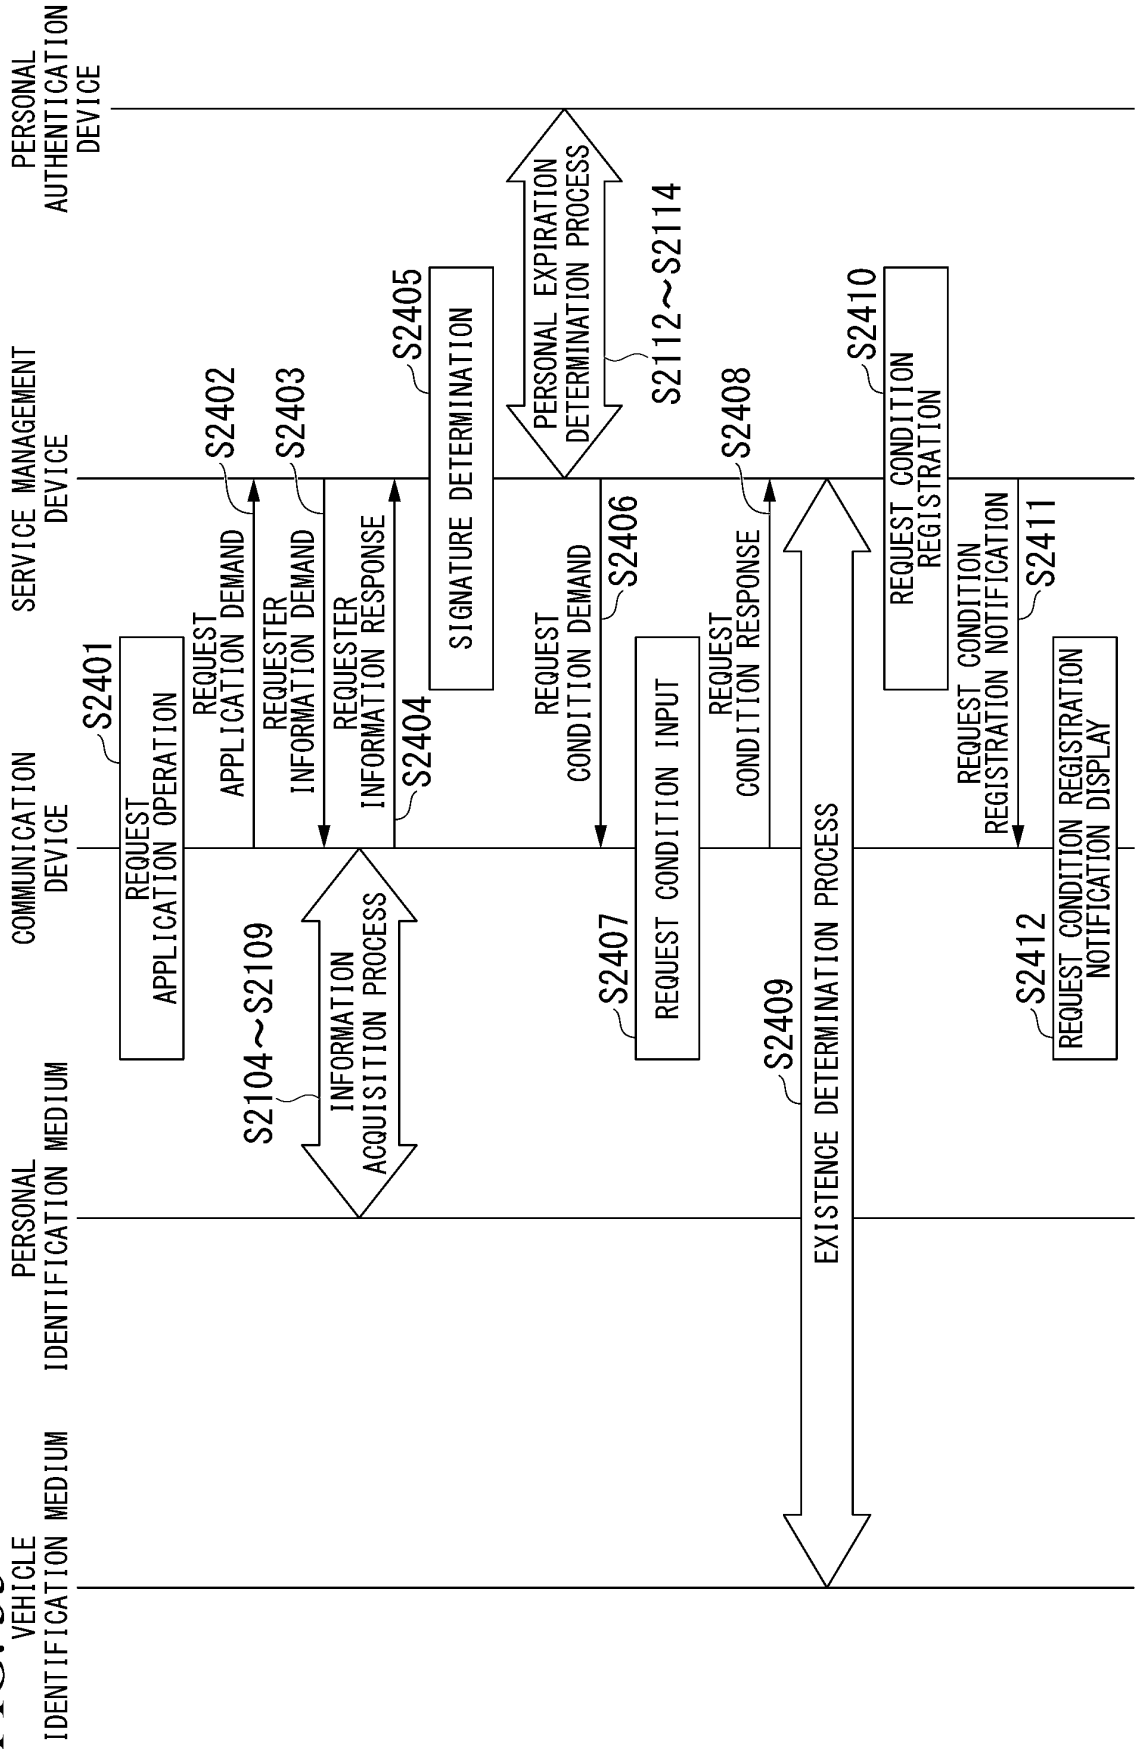 VEHICLE
IDENTIFICATION MEDIUM
PERSONAL
IDENTIFICATION MEDIUM
COMMUNICATION
DEVICE
SERVICE MANAGEMENT
DEVICE
PERSONAL
AUTHENTICATION
DEVICE
S2401
REQUEST
APPLICATION OPERATION
REQUEST
APPLICATION DEMAND
S2402
REQUESTER
INFORMATION DEMAND
S2403
S2104~S2109
INFORMATION
ACQUISITION PROCESS
REQUESTER
INFORMATION RESPONSE
S2404
S2405
SIGNATURE DETERMINATION
PERSONAL EXPIRATION
DETERMINATION PROCESS
S2112~S2114
REQUEST
CONDITION DEMAND
S2406
S2407
REQUEST CONDITION INPUT
REQUEST
CONDITION RESPONSE
S2408
S2409
EXISTENCE DETERMINATION PROCESS
S2410
REQUEST CONDITION
REGISTRATION
REQUEST CONDITION
REGISTRATION NOTIFICATION
S2411
S2412
REQUEST CONDITION REGISTRATION
NOTIFICATION DISPLAY